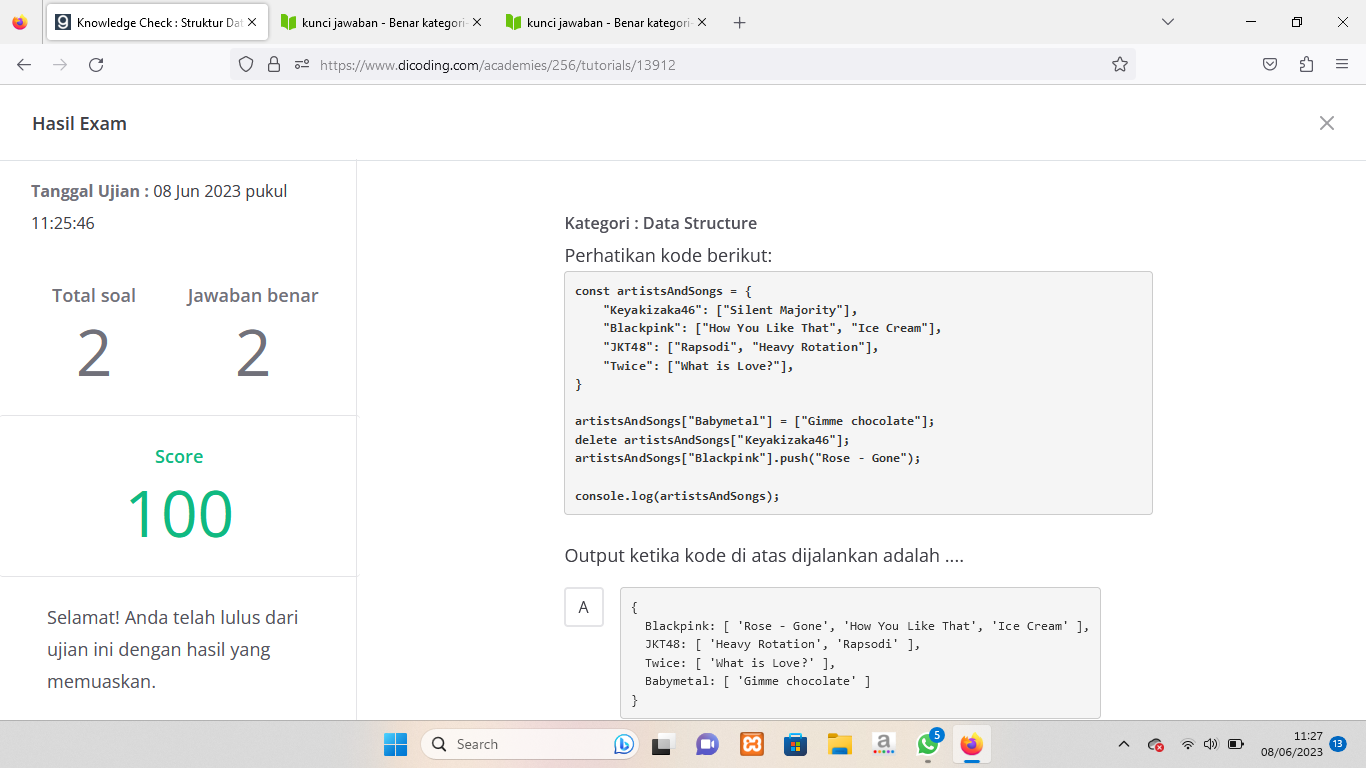 Knowledge Check : Struktur Dat
kunci jawaban - Benar kategori-
kunci jawaban - Benar kategori-
https://www.dicoding.com/academies/256/tutorials/13912
Hasil Exam
Tanggal Ujian : 08 Jun 2023 pukul
11:25:46
Total soal
Jawaban benar
2
2
Score
100
Selamat! Anda telah lulus dari
ujian ini dengan hasil yang
memuaskan.
Kategori : Data Structure
Perhatikan kode berikut:
const artistsAndSongs = {
    "Keyakizaka46": ["Silent Majority"],
    "Blackpink": ["How You Like That", "Ice Cream"],
    "JKT48": ["Rapsodi", "Heavy Rotation"],
    "Twice": ["What is Love?"],
}
artistsAndSongs["Babymetal"] = ["Gimme chocolate"];
delete artistsAndSongs["Keyakizaka46"];
artistsAndSongs["Blackpink"].push("Rose - Gone");
console.log(artistsAndSongs);
Output ketika kode di atas dijalankan adalah ....
A
{
  Blackpink: [ 'Rose - Gone', 'How You Like That', 'Ice Cream' ],
  JKT48: [ 'Heavy Rotation', 'Rapsodi' ],
  Twice: [ 'What is Love?' ],
  Babymetal: [ 'Gimme chocolate' ]
}
Search
a
5
11:27
08/06/2023
13